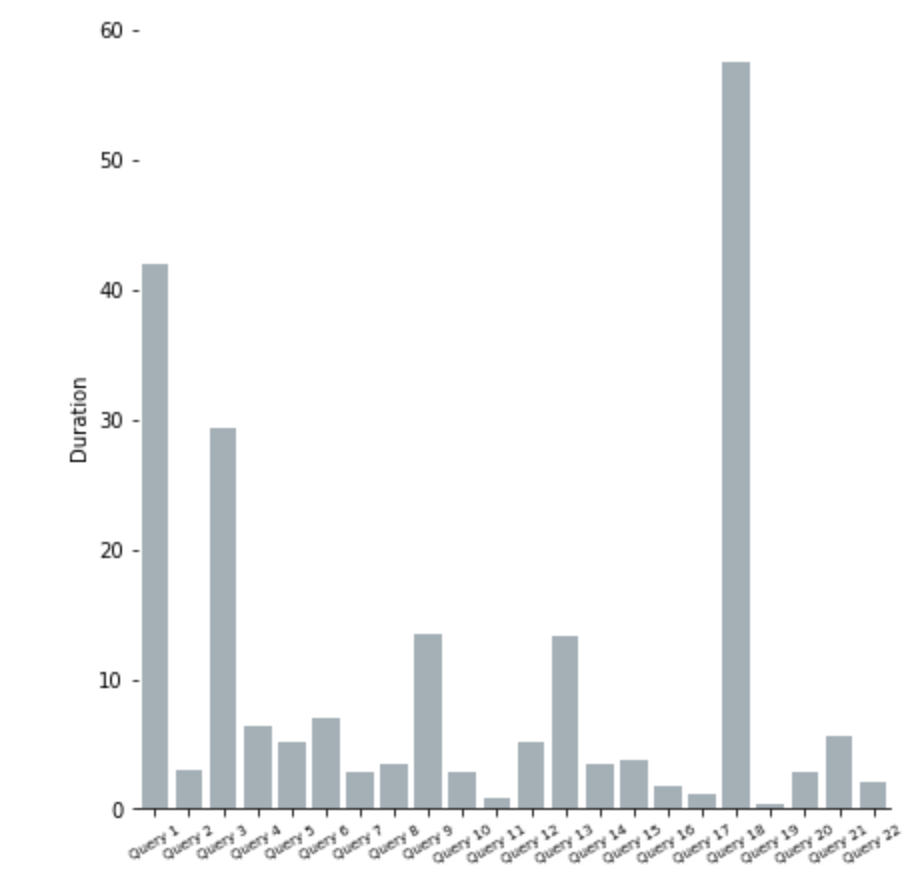 60
50
40
30
20
10
0
Duration
Query 1
Query 2
Query 3
Query 4
Query 5
Query 6
Query 7
Query 8
Query 9
Query 10
Query 11
Query 12
Query 13
Query 14
Query 15
Query 16
Query 17
Query 18
Query 19
Query 20
Query 21
Query 22